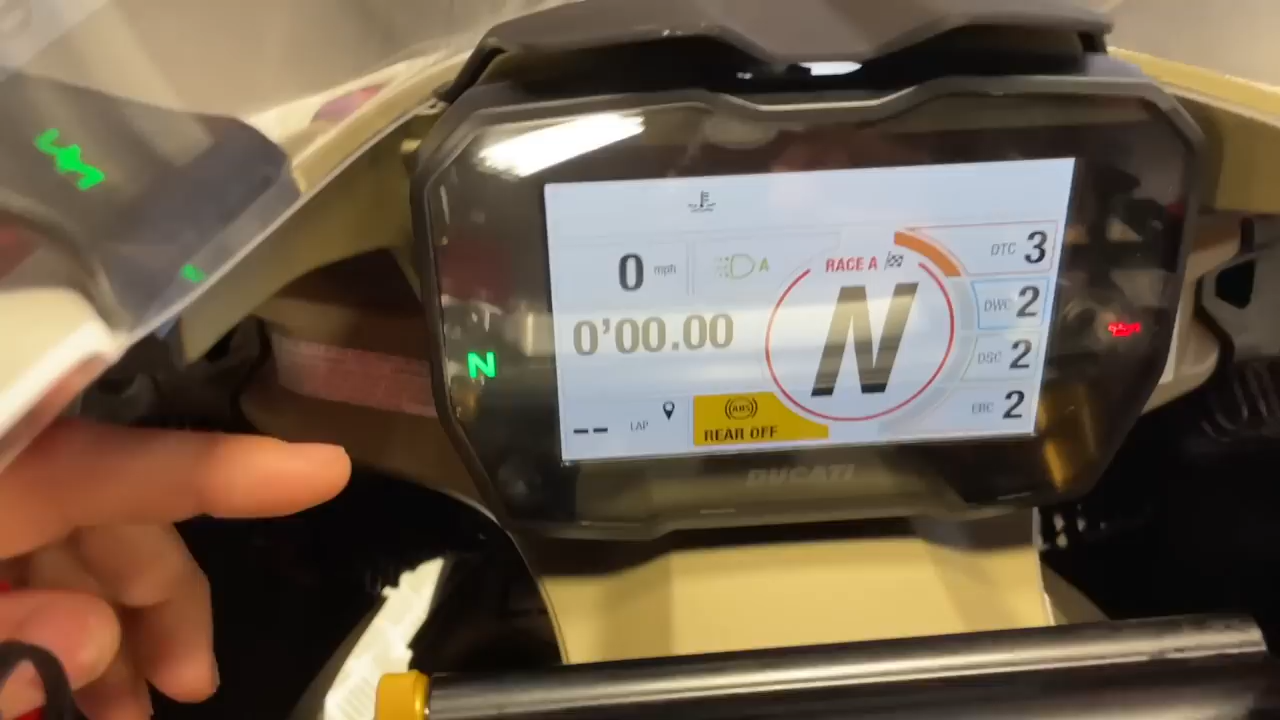 0 mph
A
RACE A
DTC 3
DWC 2
0'00.00
N
N
DSC 2
EBC 2
-- LAP
ABS
REAR OFF
DUCATI